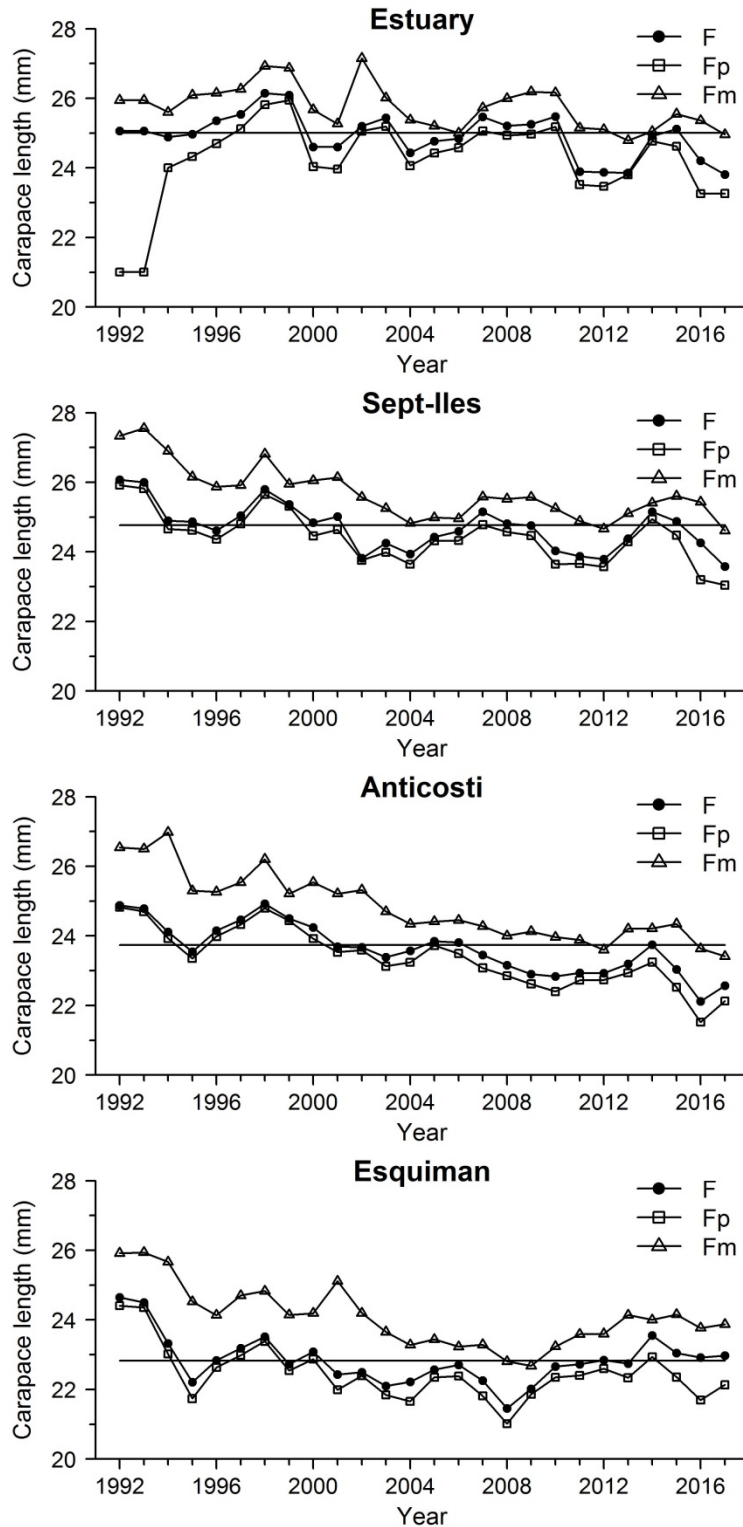 Estuary
F
Fp
Fm
Carapace length (mm)
28
26
24
22
20
1992 1996 2000 2004 2008 2012 2016
Year
Sept-Iles
F
Fp
Fm
Carapace length (mm)
28
26
24
22
20
1992 1996 2000 2004 2008 2012 2016
Year
Anticosti
F
Fp
Fm
Carapace length (mm)
28
26
24
22
20
1992 1996 2000 2004 2008 2012 2016
Year
Esquiman
F
Fp
Fm
Carapace length (mm)
28
26
24
22
20
1992 1996 2000 2004 2008 2012 2016
Year